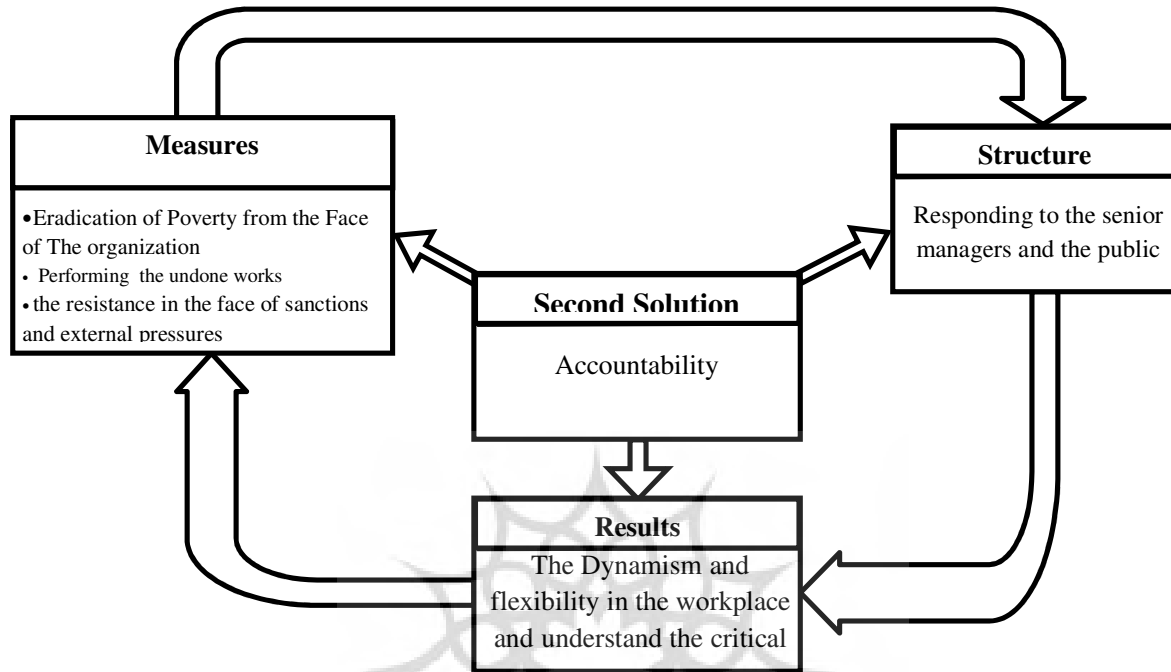 Measures
•Eradication of Poverty from the Face
of The organization
• Performing the undone works
• the resistance in the face of sanctions
and external pressures
Structure
Responding to the senior
managers and the public
Second Solution
Accountability
Results
The Dynamism and
flexibility in the workplace
and understand the critical